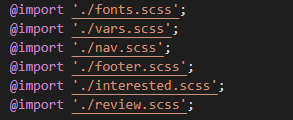 @import './fonts.scss';
@import './vars.scss';
@import './nav.scss';
@import './footer.scss';
@import './interested.scss';
@import './review.scss';